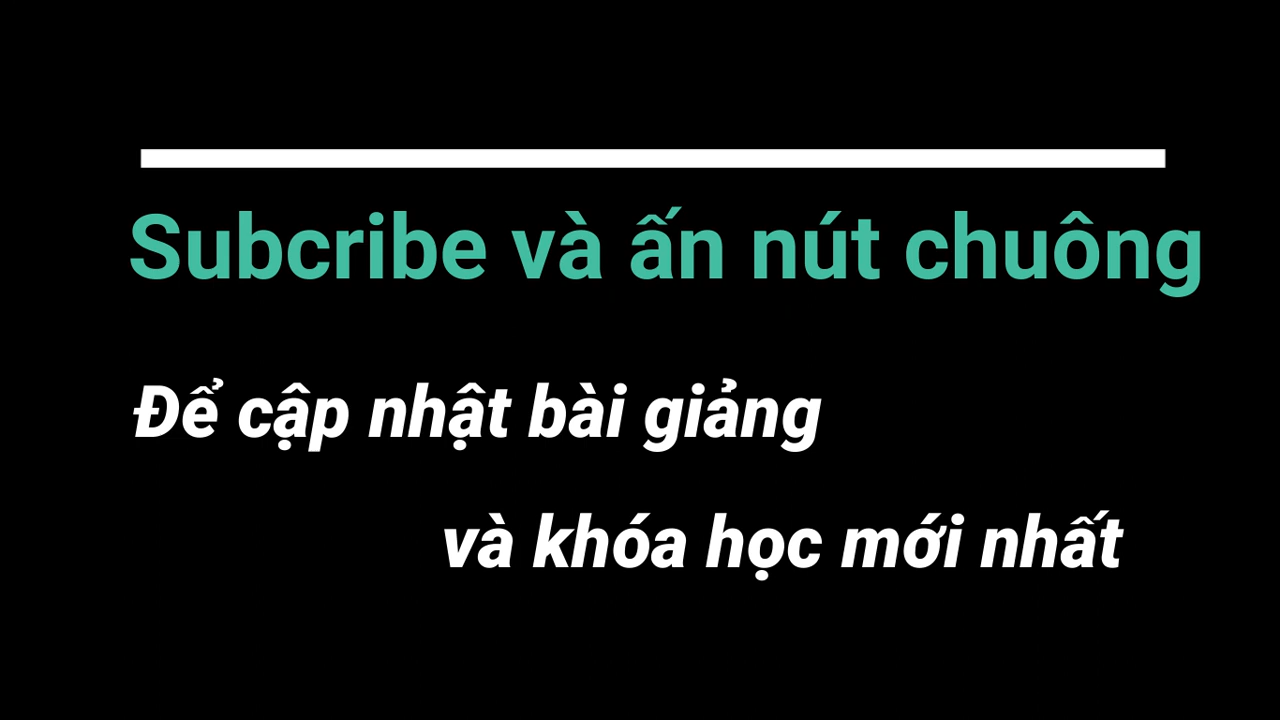 Subcribe và ấn nút chuông
Để cập nhật bài giảng
và khóa học mới nhất